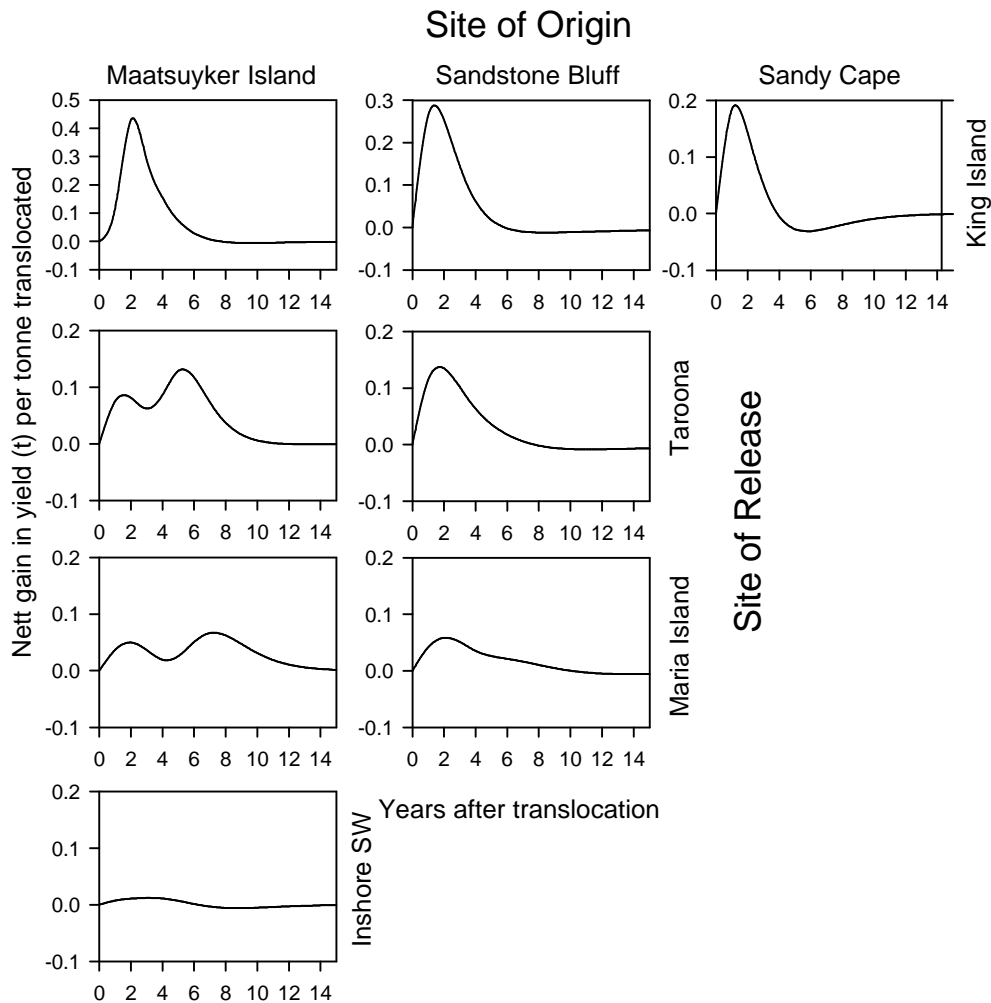 Site of Origin
Maatsuyker Island
Sandstone Bluff
Sandy Cape
Nett gain in yield (t) per tonne translocated
0.5
0.4
0.3
0.2
0.1
0.0
-0.1
0 2 4 6 8 10 12 14
0.3
0.2
0.1
0.0
-0.1
0 2 4 6 8 10 12 14
0.2
0.1
0.0
-0.1
0 2 4 6 8 10 12 14
King Island
0.2
0.1
0.0
-0.1
0 2 4 6 8 10 12 14
0.2
0.1
0.0
-0.1
0 2 4 6 8 10 12 14
Taroona
Site of Release
0.2
0.1
0.0
-0.1
0 2 4 6 8 10 12 14
0.2
0.1
0.0
-0.1
0 2 4 6 8 10 12 14
Maria Island
0.2
0.1
0.0
-0.1
0 2 4 6 8 10 12 14
Inshore SW
Years after translocation